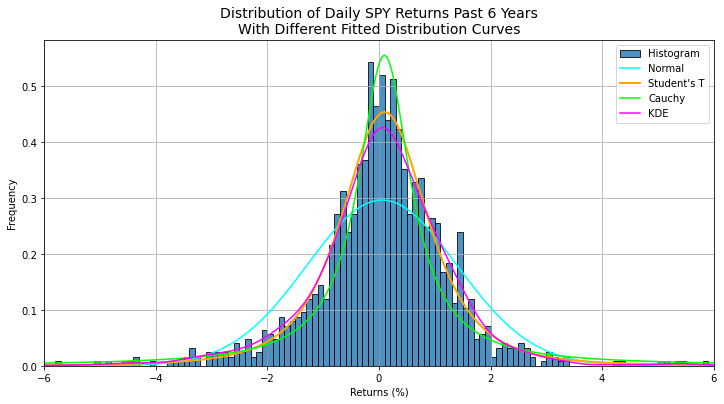 Distribution of Daily SPY Returns Past 6 Years
With Different Fitted Distribution Curves
Histogram
Normal
Student's T
Cauchy
KDE
Frequency
0.5
0.4
0.3
0.2
0.1
0.0
−6
−4
−2
0
2
4
6
Returns (%)